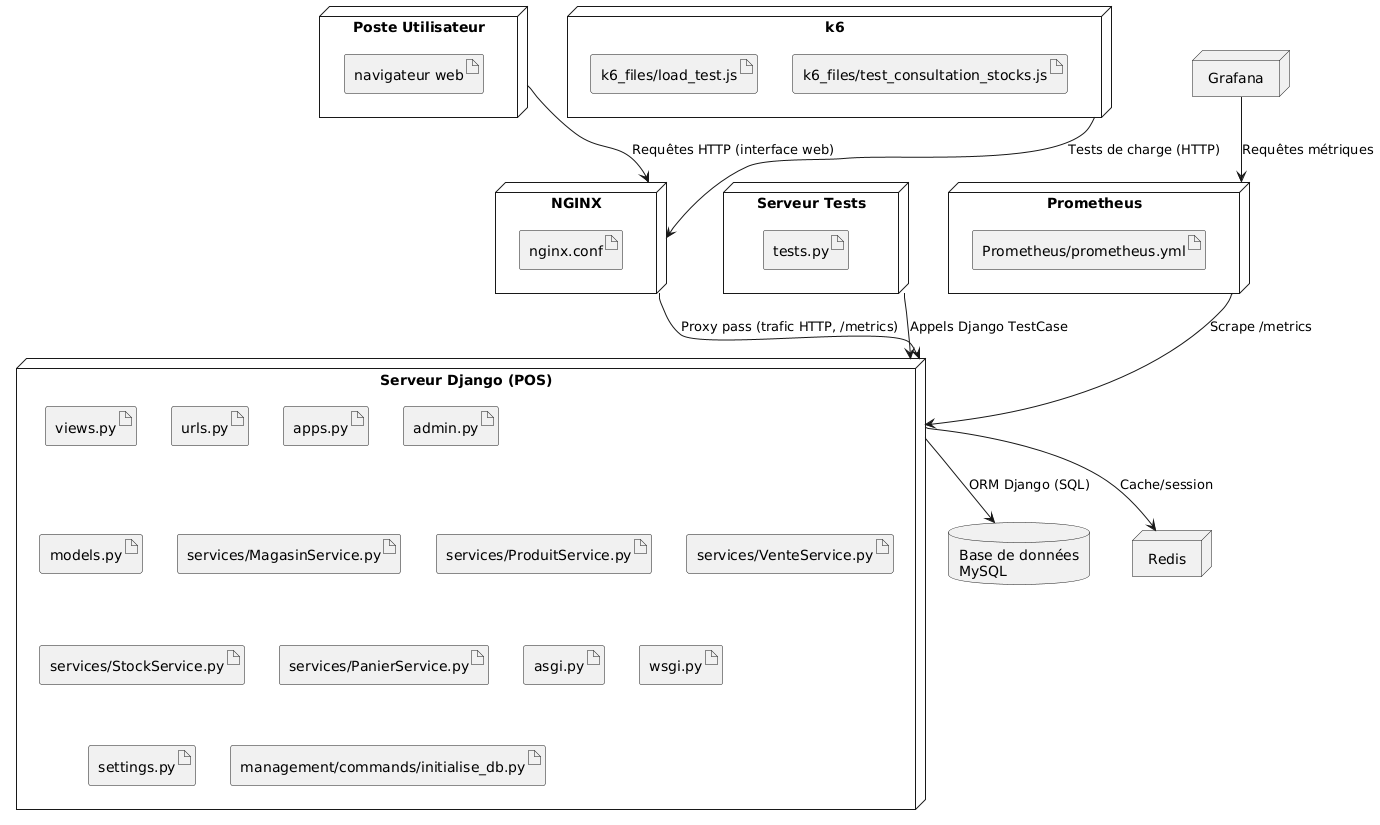 Poste Utilisateur
navigateur web
k6
k6_files/load_test.js
k6_files/test_consultation_stocks.js
Grafana
Requêtes HTTP (interface web)
Tests de charge (HTTP)
Requêtes métriques
NGINX
nginx.conf
Serveur Tests
tests.py
Prometheus
Prometheus/prometheus.yml
Proxy pass (trafic HTTP, /metrics)
Appels Django TestCase
Scrape /metrics
Serveur Django (POS)
views.py
urls.py
apps.py
admin.py
models.py
services/MagasinService.py
services/ProduitService.py
services/VenteService.py
services/StockService.py
services/PanierService.py
asgi.py
wsgi.py
settings.py
management/commands/initialise_db.py
ORM Django (SQL)
Cache/session
Base de données
MySQL
Redis